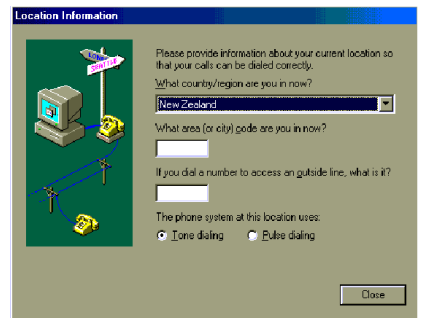 Location Information
LONDON
SEATTLE
Please provide information about your current location so
that your calls can be dialed correctly.
What country/region are you in now?
New Zealand
What area (or city) code are you in now?
If you dial a number to access an outside line, what is it?
The phone system at this location uses:
Tone dialing
Pulse dialing
Close